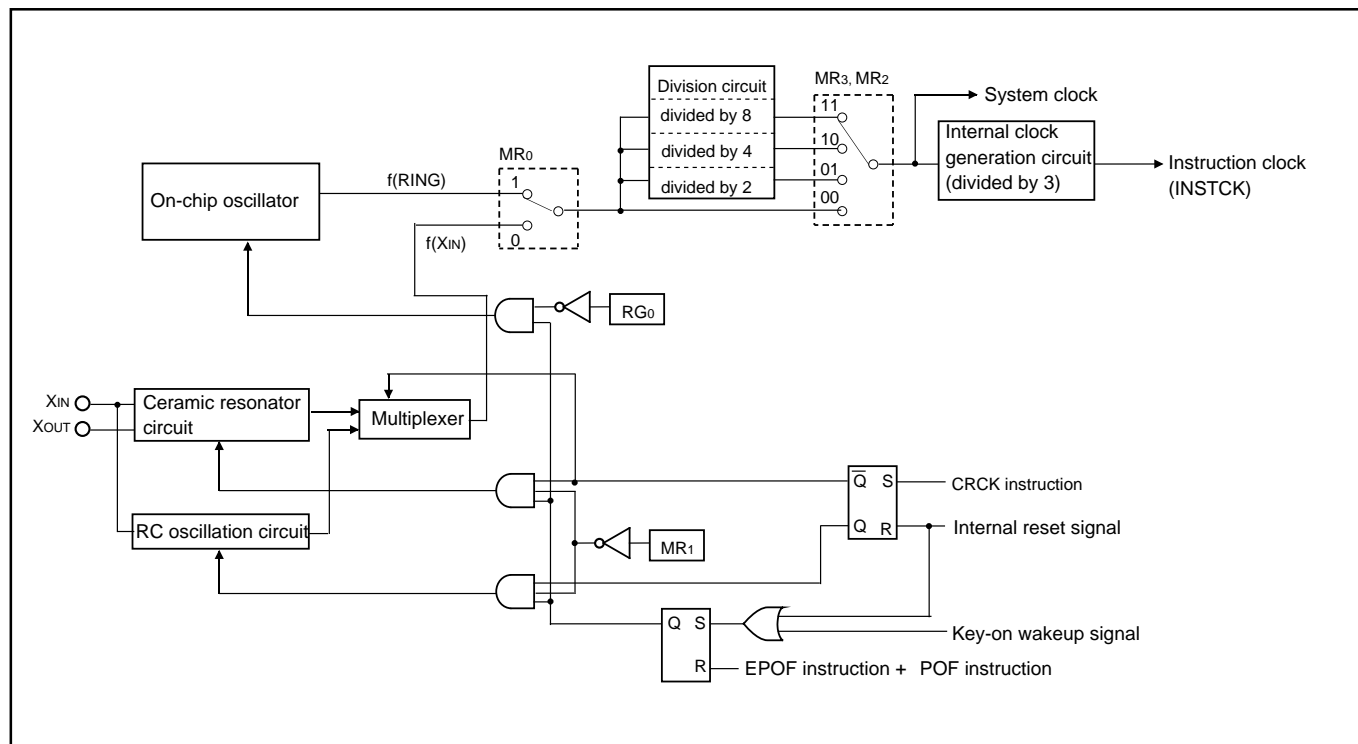 Division circuit
MR3, MR2
System clock
divided by 8
11
Internal clock
generation circuit
(divided by 3)
MR0
divided by 4
10
Instruction clock
(INSTCK)
f(RING)
1
divided by 2
01
On-chip oscillator
00
f(XIN)
0
RG0
XIN
Ceramic resonator
circuit
Multiplexer
XOUT
Q
S
CRCK instruction
RC oscillation circuit
MR1
Q
R
Internal reset signal
Q
S
Key-on wakeup signal
R
EPOF instruction + POF instruction